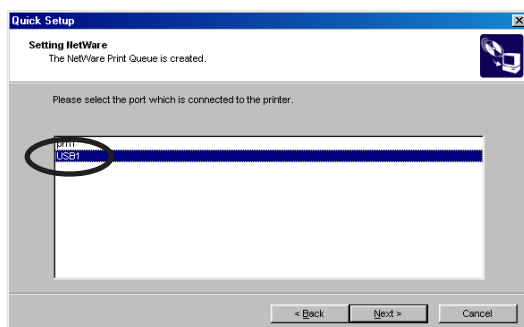 Quick Setup
Setting NetWare
The NetWare Print Queue is created.
Please select the port which is connected to the printer.
prn1
USB1
< Back
Next >
Cancel